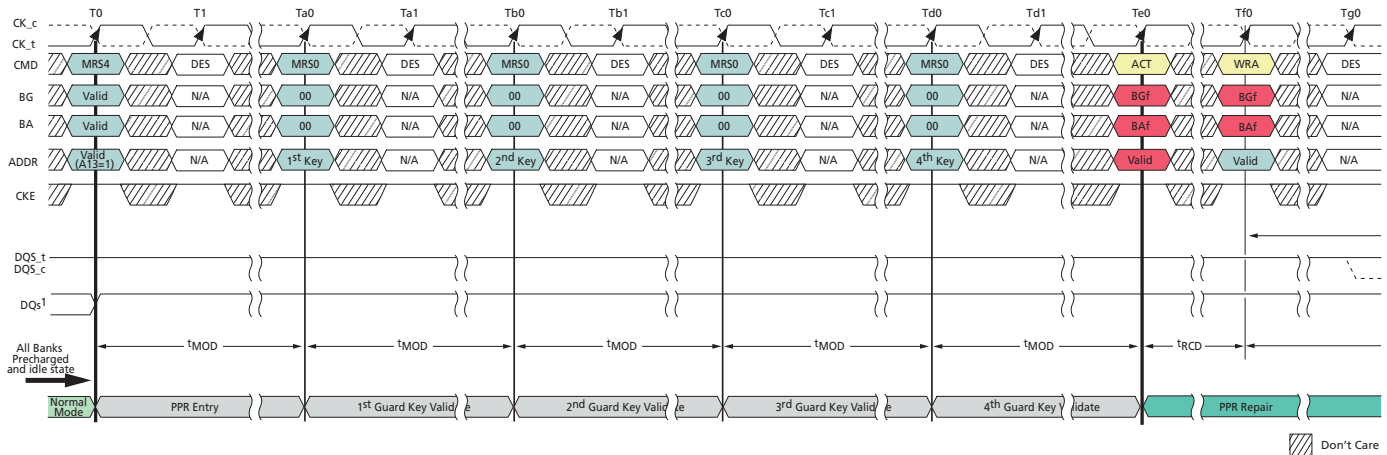 T0 T1 Ta0 Ta1 Tb0 Tb1 Tc0 Tc1 Td0 Td1 Te0 Tf0 Tg0
CK_c
CK_t
CMD MRS4 DES MRS0 DES MRS0 DES MRS0 DES MRS0 DES ACT WRA DES
BG Valid N/A 00 N/A 00 N/A 00 N/A 00 N/A BGf BGf N/A
BA Valid N/A 00 N/A 00 N/A 00 N/A 00 N/A BAf BAf N/A
ADDR Valid (A13=1) N/A 1st Key N/A 2nd Key N/A 3rd Key N/A 4th Key N/A Valid Valid N/A
CKE
DQS_t
DQS_c
DQs1
tMOD tMOD tMOD tMOD tMOD tRCD
All Banks
Precharged
and idle state
Normal Mode PPR Entry 1st Guard Key Validate 2nd Guard Key Validate 3rd Guard Key Validate 4th Guard Key Validate PPR Repair
Don't Care